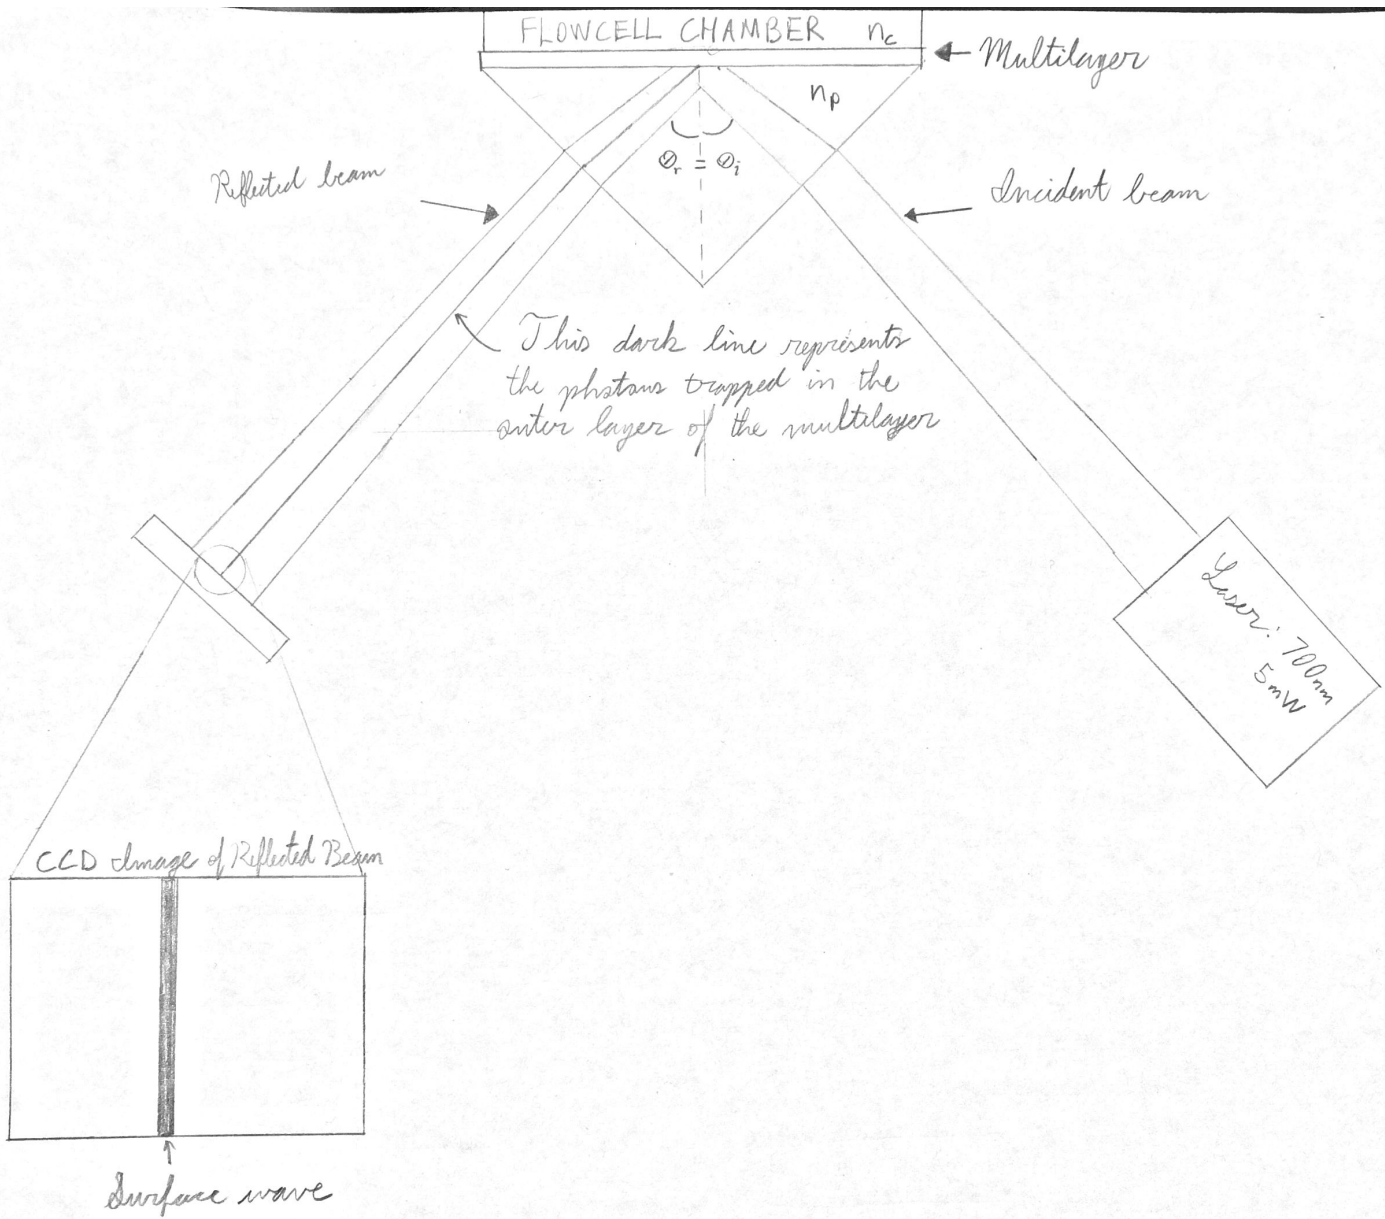 FLOWCELL CHAMBER n_c
Multilayer
n_p
Θ_r = Θ_i
Reflected beam
Incident beam
This dark line represents
the photons trapped in the
outer layer of the multilayer
Laser: 700nm
5mW
CCD Image of Reflected Beam
Surface wave